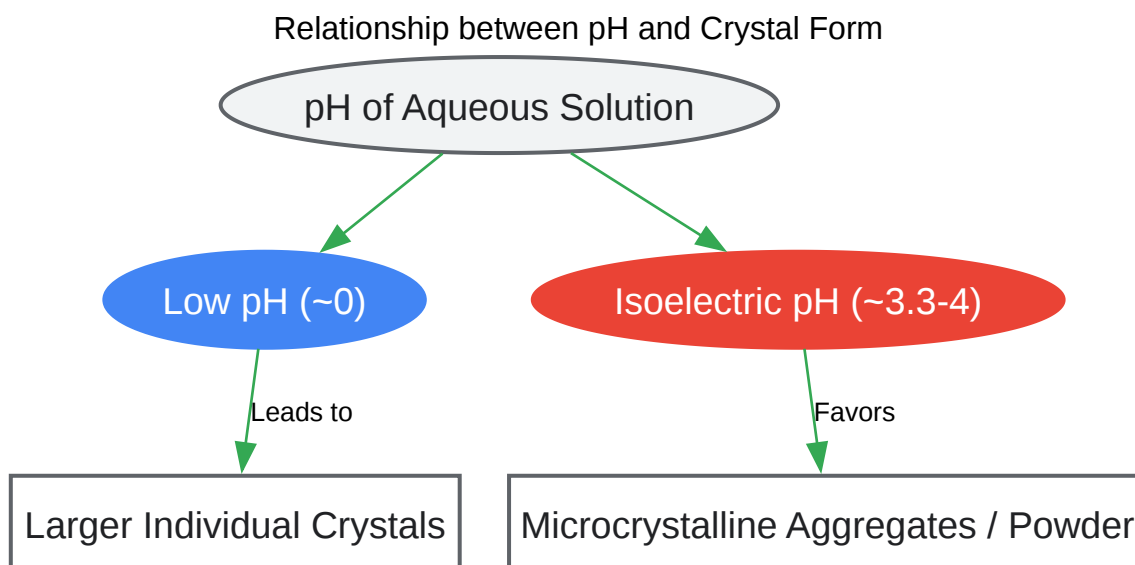 Relationship between pH and Crystal Form
pH of Aqueous Solution
Low pH (~0)
Isoelectric pH (~3.3-4)
Leads to
Favors
Larger Individual Crystals
Microcrystalline Aggregates / Powder